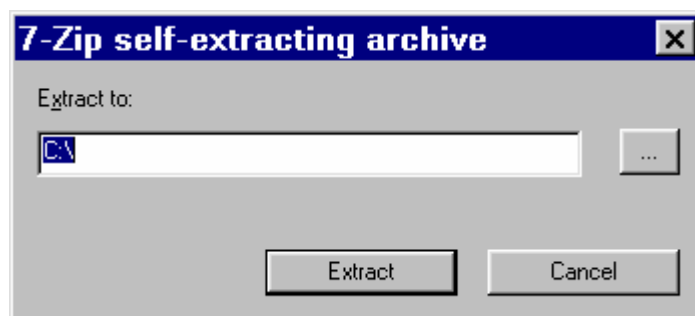 7-Zip self-extracting archive
Extract to:
C:\
...
Extract Cancel